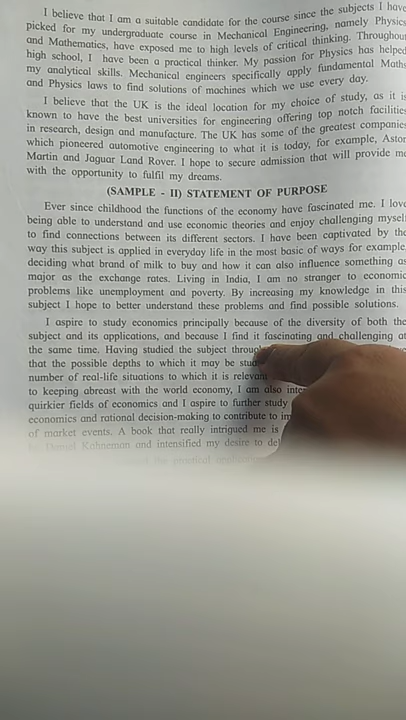 I believe that I am a suitable candidate for the course since the subjects I have
picked for my undergraduate course in Mechanical Engineering, namely Physics
and Mathematics, have exposed me to high levels of critical thinking. Throughout
high school, I have been a practical thinker. My passion for Physics has helped
my analytical skills. Mechanical engineers specifically apply fundamental Maths
and Physics laws to find solutions of machines which we use every day.
I believe that the UK is the ideal location for my choice of study, as it is
known to have the best universities for engineering offering top notch facilities
in research, design and manufacture. The UK has some of the greatest companies
which pioneered automotive engineering to what it is today, for example, Aston
Martin and Jaguar Land Rover. I hope to secure admission that will provide me
with the opportunity to fulfil my dreams.
(SAMPLE - II) STATEMENT OF PURPOSE
Ever since childhood the functions of the economy have fascinated me. I love
being able to understand and use economic theories and enjoy challenging myself
to find connections between its different sectors. I have been captivated by the
way this subject is applied in everyday life in the most basic of ways for example,
deciding what brand of milk to buy and how it can also influence something as
major as the exchange rates. Living in India, I am no stranger to economic
problems like unemployment and poverty. By increasing my knowledge in this
subject I hope to better understand these problems and find possible solutions.
I aspire to study economics principally because of the diversity of both the
subject and its applications, and because I find it fascinating and challenging at
the same time. Having studied the subject
that the possible depths to which it may be
number of real-life situations to which it is relevant
to keeping abreast with the world economy, I am also
quirkier fields of economics and I aspire to further study
economics and rational decision-making to contribute to
of market events. A book that really intrigued me is
Kahneman and intensified my desire to